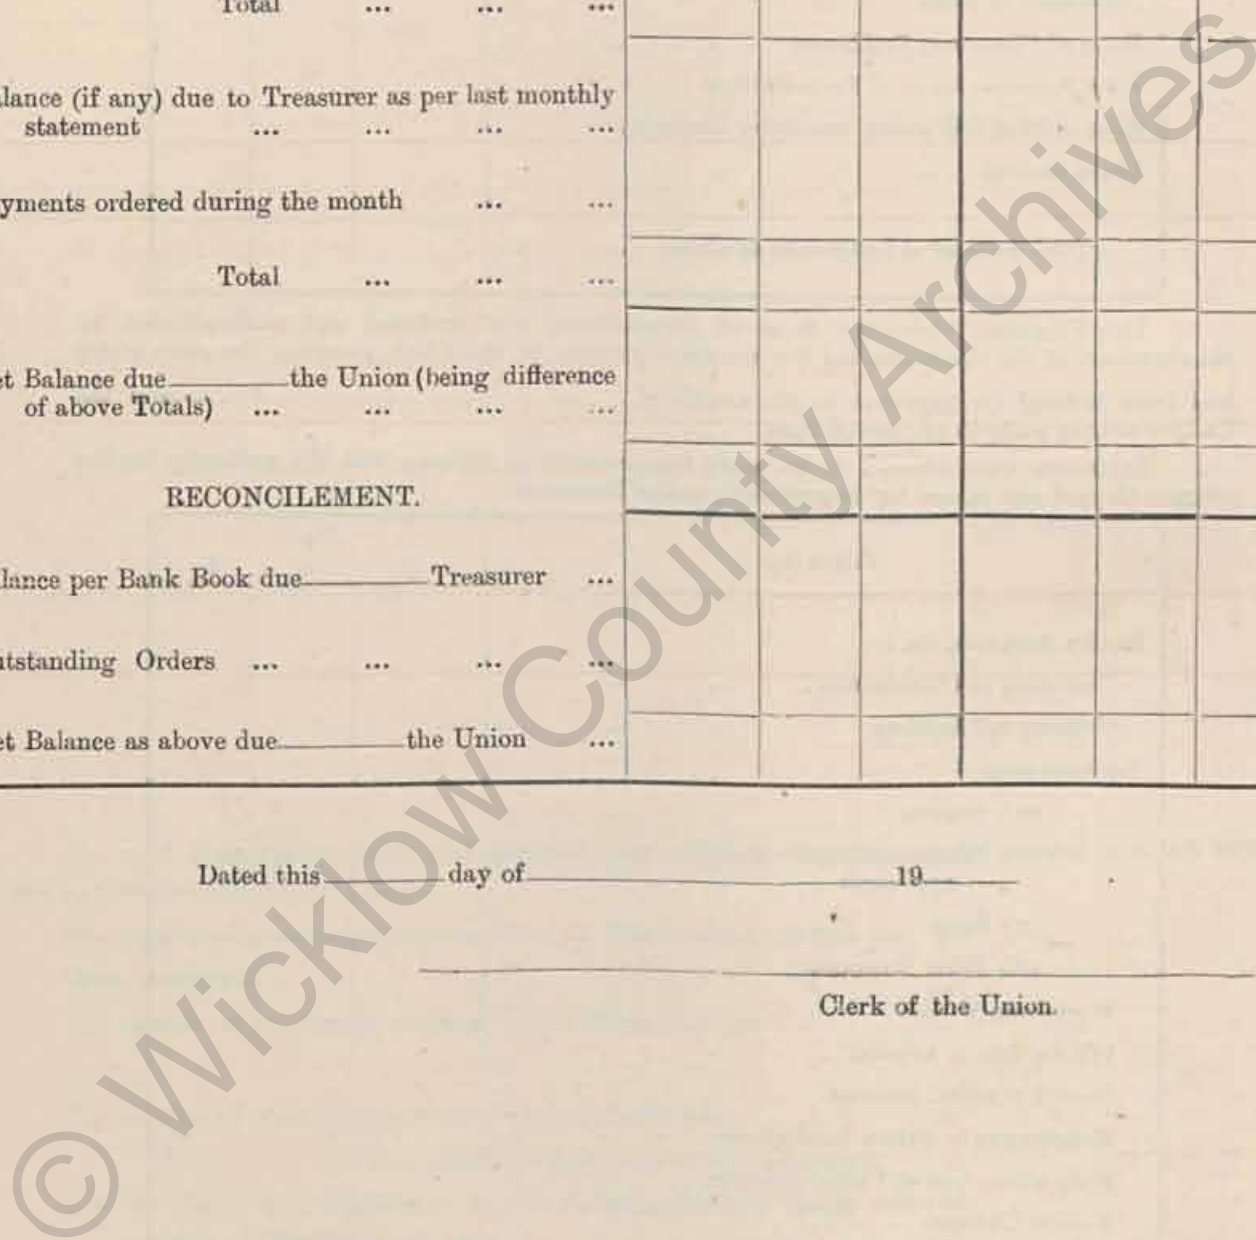 Total ... ... ...
lance (if any) due to Treasurer as per last monthly
statement ... ... ... ...
yments ordered during the month ... ...
Total ... ... ...
t Balance due the Union (being difference
of above Totals) ... ... ... ...
RECONCILEMENT.
lance per Bank Book due Treasurer ...
tstanding Orders ... ... ... ...
t Balance as above due the Union ...
Dated this day of 19
Clerk of the Union.
© Wicklow County Archives